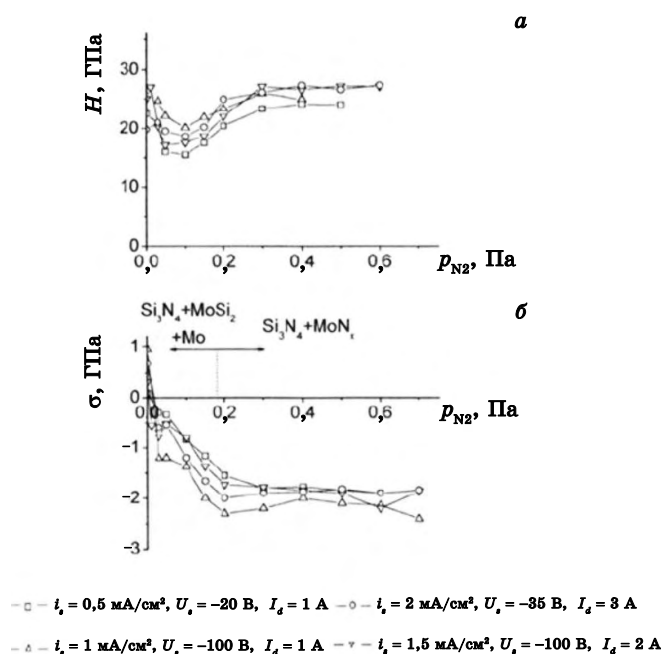 а
H, ГПа
30
20
10
0
0,0 0,2 0,4 0,6 p_N2, Па
б
Si₃N₄+MoSi₂
+Mo
Si₃N₄+MoNₓ
σ, ГПа
1
0
0,2 0,4 0,6 p_N2, Па
−1
−2
−3
i_s = 0,5 мА/см², U_s = −20 В, I_d = 1 А
i_s = 2 мА/см², U_s = −35 В, I_d = 3 А
i_s = 1 мА/см², U_s = −100 В, I_d = 1 А
i_s = 1,5 мА/см², U_s = −100 В, I_d = 2 А